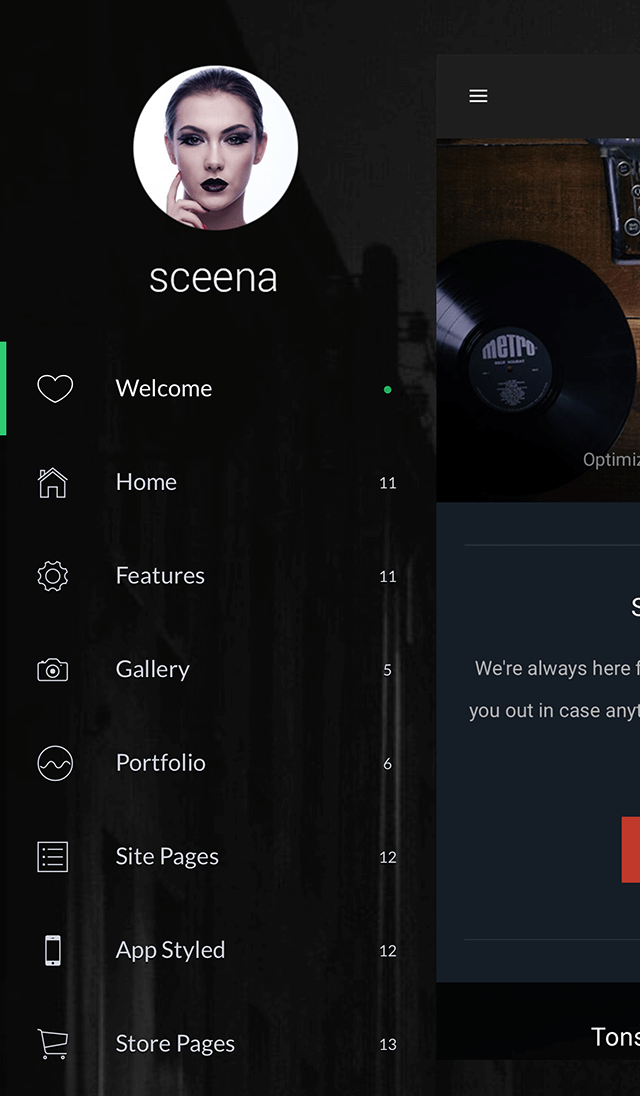 sceena
Welcome
Home 11
Features 11
Gallery 5
Portfolio 6
Site Pages 12
App Styled 12
Store Pages 13
METRO
Optimiz
S
We're always here f
you out in case anyt
Tons